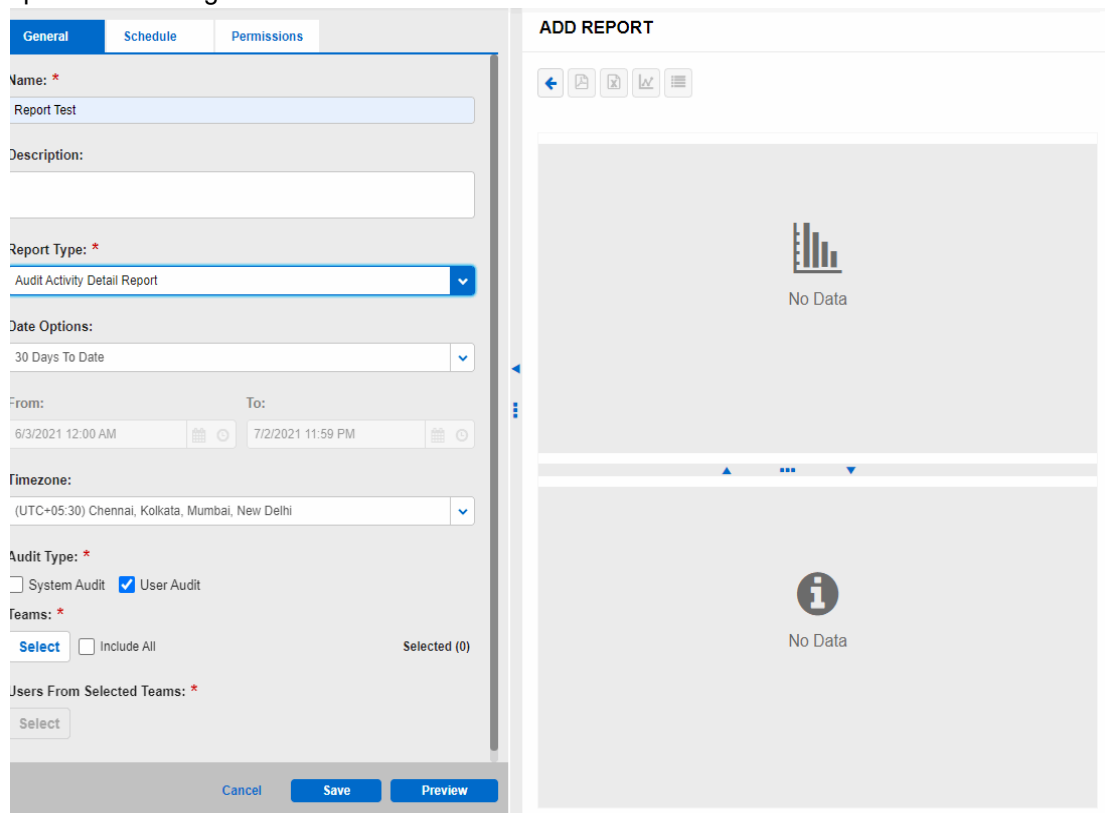 General Schedule Permissions
Name: *
Report Test
Description:
Report Type: *
Audit Activity Detail Report
Date Options:
30 Days To Date
From: To:
6/3/2021 12:00 AM 7/2/2021 11:59 PM
Timezone:
(UTC+05:30) Chennai, Kolkata, Mumbai, New Delhi
Audit Type: *
System Audit User Audit
Teams: *
Select Include All Selected (0)
Users From Selected Teams: *
Select
Cancel Save Preview
ADD REPORT
No Data
No Data